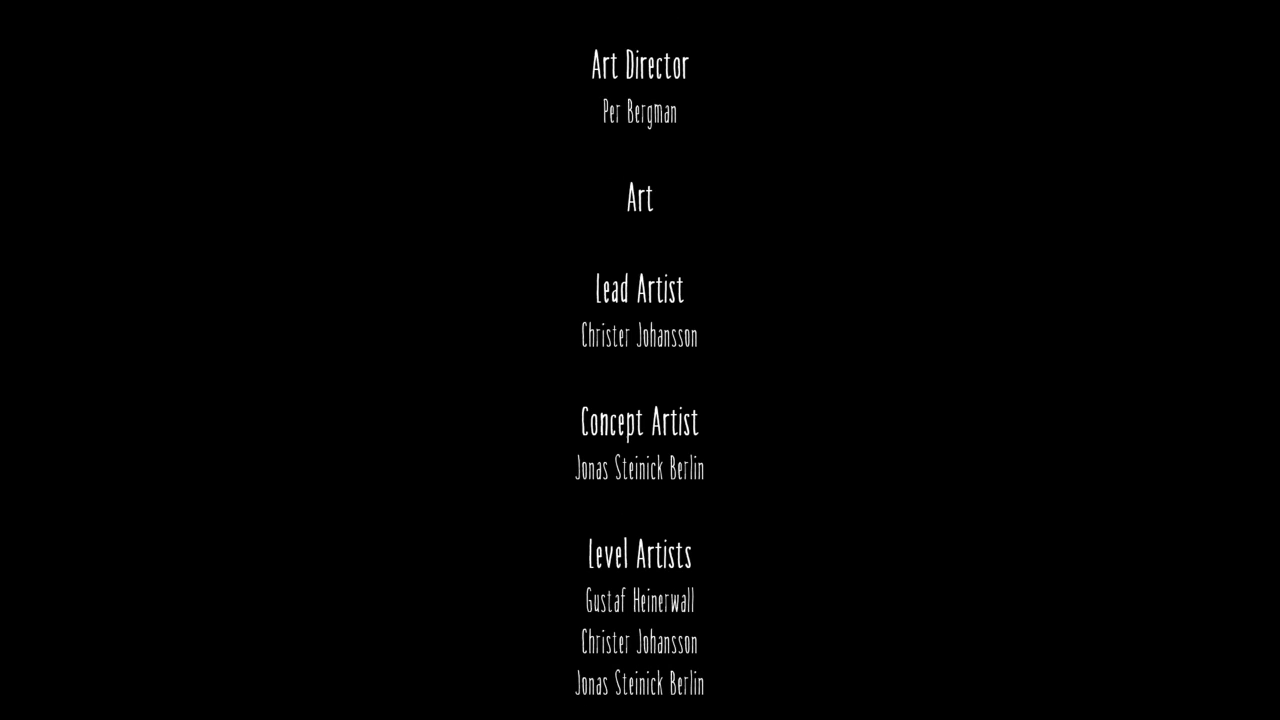 Art Director
Per Bergman
Art
Lead Artist
Christer Johansson
Concept Artist
Jonas Steinick Berlin
Level Artists
Gustaf Heinerwall
Christer Johansson
Jonas Steinick Berlin